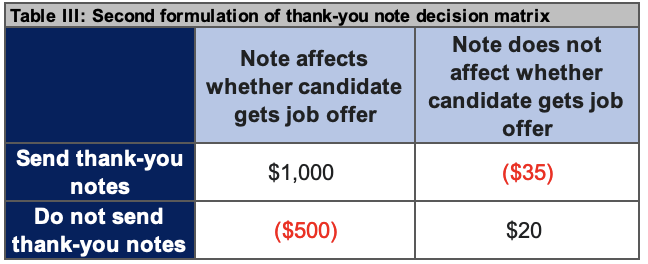 Table III: Second formulation of thank-you note decision matrix
Note affects
whether candidate
gets job offer
Note does not
affect whether
candidate gets job
offer
Send thank-you
notes
$1,000
($35)
Do not send
thank-you notes
($500)
$20